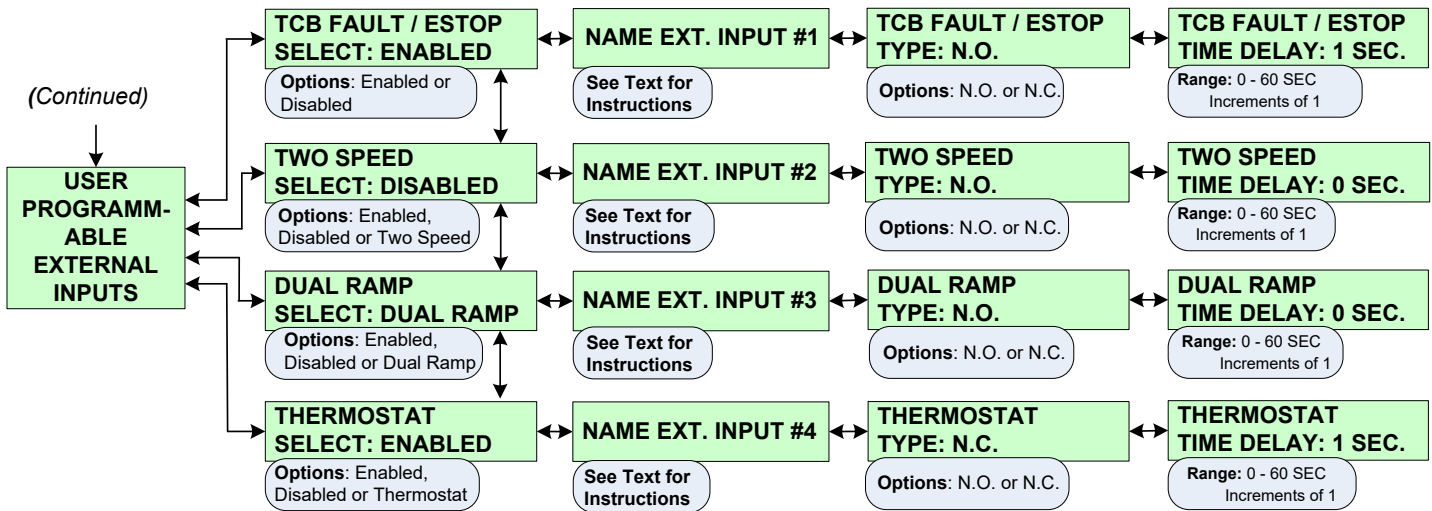 (Continued)
USER
PROGRAMM-
ABLE
EXTERNAL
INPUTS
TCB FAULT / ESTOP
SELECT: ENABLED
Options: Enabled or
Disabled
NAME EXT. INPUT #1
See Text for
Instructions
TCB FAULT / ESTOP
TYPE: N.O.
Options: N.O. or N.C.
TCB FAULT / ESTOP
TIME DELAY: 1 SEC.
Range: 0 - 60 SEC
Increments of 1
TWO SPEED
SELECT: DISABLED
Options: Enabled,
Disabled or Two Speed
NAME EXT. INPUT #2
See Text for
Instructions
TWO SPEED
TYPE: N.O.
Options: N.O. or N.C.
TWO SPEED
TIME DELAY: 0 SEC.
Range: 0 - 60 SEC
Increments of 1
DUAL RAMP
SELECT: DUAL RAMP
Options: Enabled,
Disabled or Dual Ramp
NAME EXT. INPUT #3
See Text for
Instructions
DUAL RAMP
TYPE: N.O.
Options: N.O. or N.C.
DUAL RAMP
TIME DELAY: 0 SEC.
Range: 0 - 60 SEC
Increments of 1
THERMOSTAT
SELECT: ENABLED
Options: Enabled,
Disabled or Thermostat
NAME EXT. INPUT #4
See Text for
Instructions
THERMOSTAT
TYPE: N.C.
Options: N.O. or N.C.
THERMOSTAT
TIME DELAY: 1 SEC.
Range: 0 - 60 SEC
Increments of 1